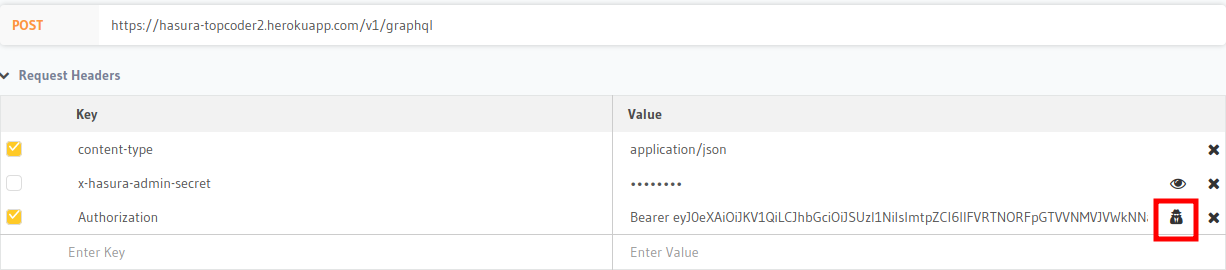 POST https://hasura-topcoder2.herokuapp.com/v1/graphql
Request Headers
Key Value
content-type application/json
x-hasura-admin-secret ••••••••
Authorization Bearer
Enter Key Enter Value